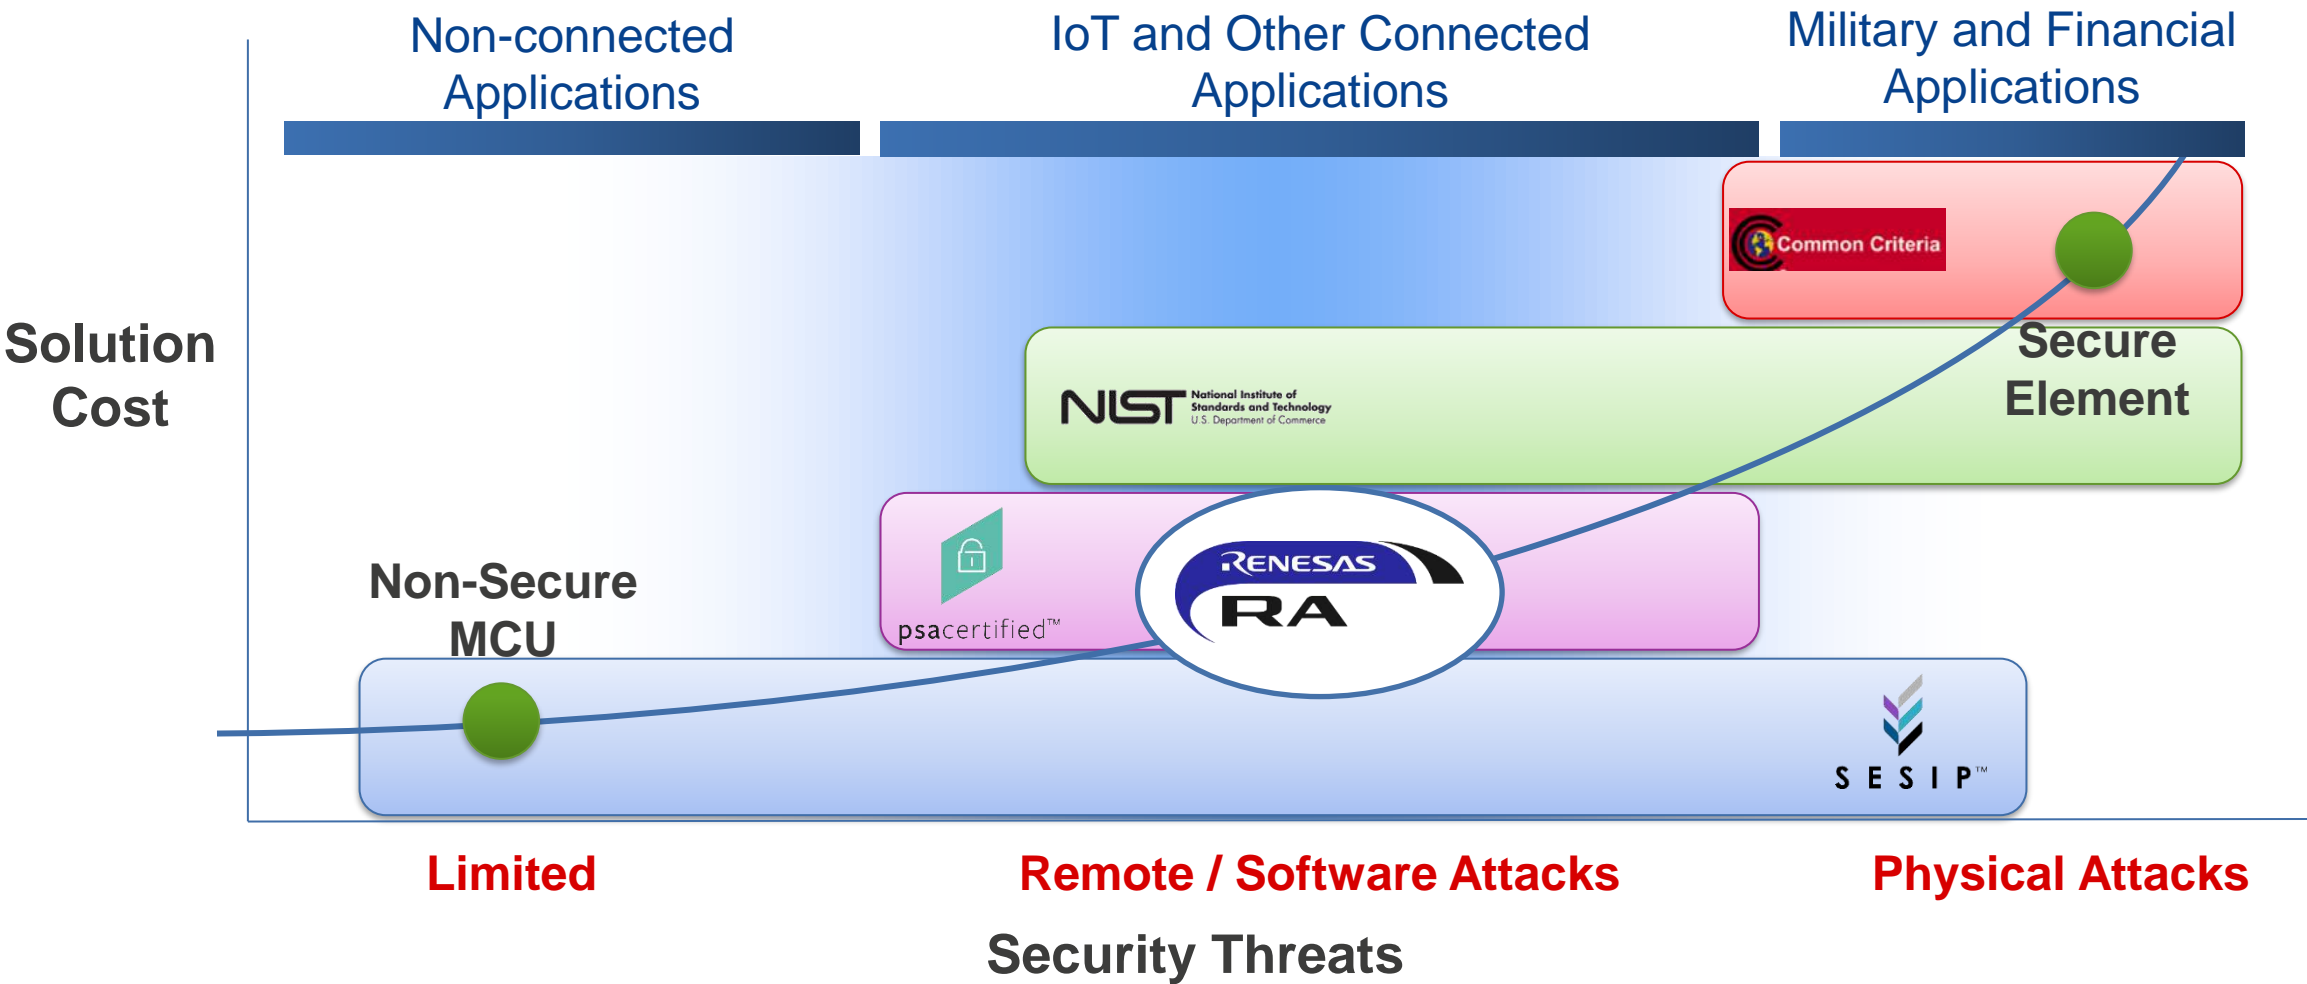 Non-connected
Applications
IoT and Other Connected
Applications
Military and Financial
Applications
Common Criteria
Solution
Cost
Secure
Element
NIST
National Institute of
Standards and Technology
U.S. Department of Commerce
Non-Secure
MCU
psacertified™
RENESAS
RA
SESIP™
Limited
Remote / Software Attacks
Physical Attacks
Security Threats